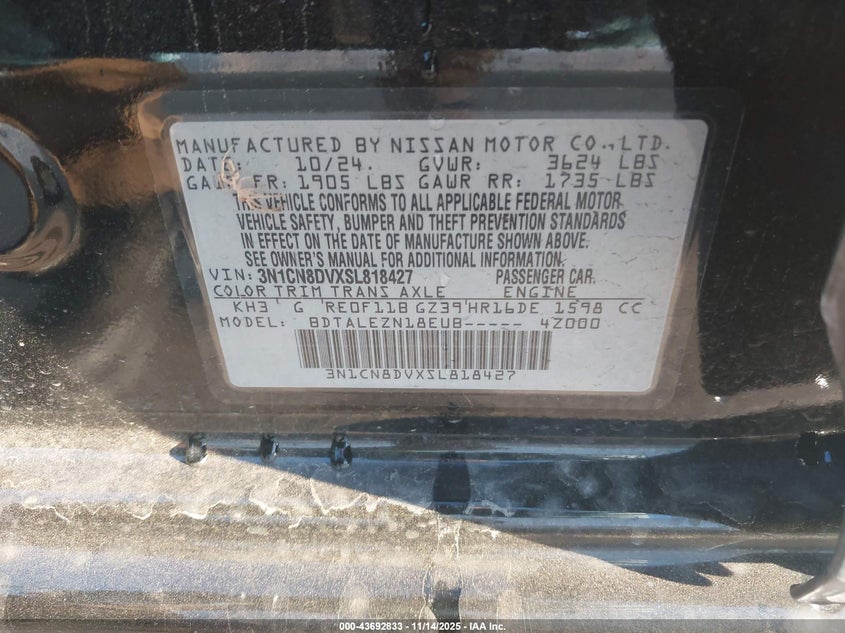 MANUFACTURED BY NISSAN MOTOR CO., LTD.
DATE: 10/24. GVWR: 3624 LBS
GAWR FR: 1905 LBS GAWR RR: 1735 LBS
THIS VEHICLE CONFORMS TO ALL APPLICABLE FEDERAL MOTOR
VEHICLE SAFETY, BUMPER AND THEFT PREVENTION STANDARDS
IN EFFECT ON THE DATE OF MANUFACTURE SHOWN ABOVE.
SEE OWNER'S MANUAL FOR ADDITIONAL INFORMATION.
VIN: 3N1CN8DVXSL818427 PASSENGER CAR.
COLOR TRIM TRANS AXLE ENGINE
KH3 G RE0F11B GZ39 HR16DE 1598 CC
MODEL: BDTALEZN18EU8----- 4Z000
3N1CN8DVXSL818427
000-43692833 - 11/14/2025 - IAA Inc.